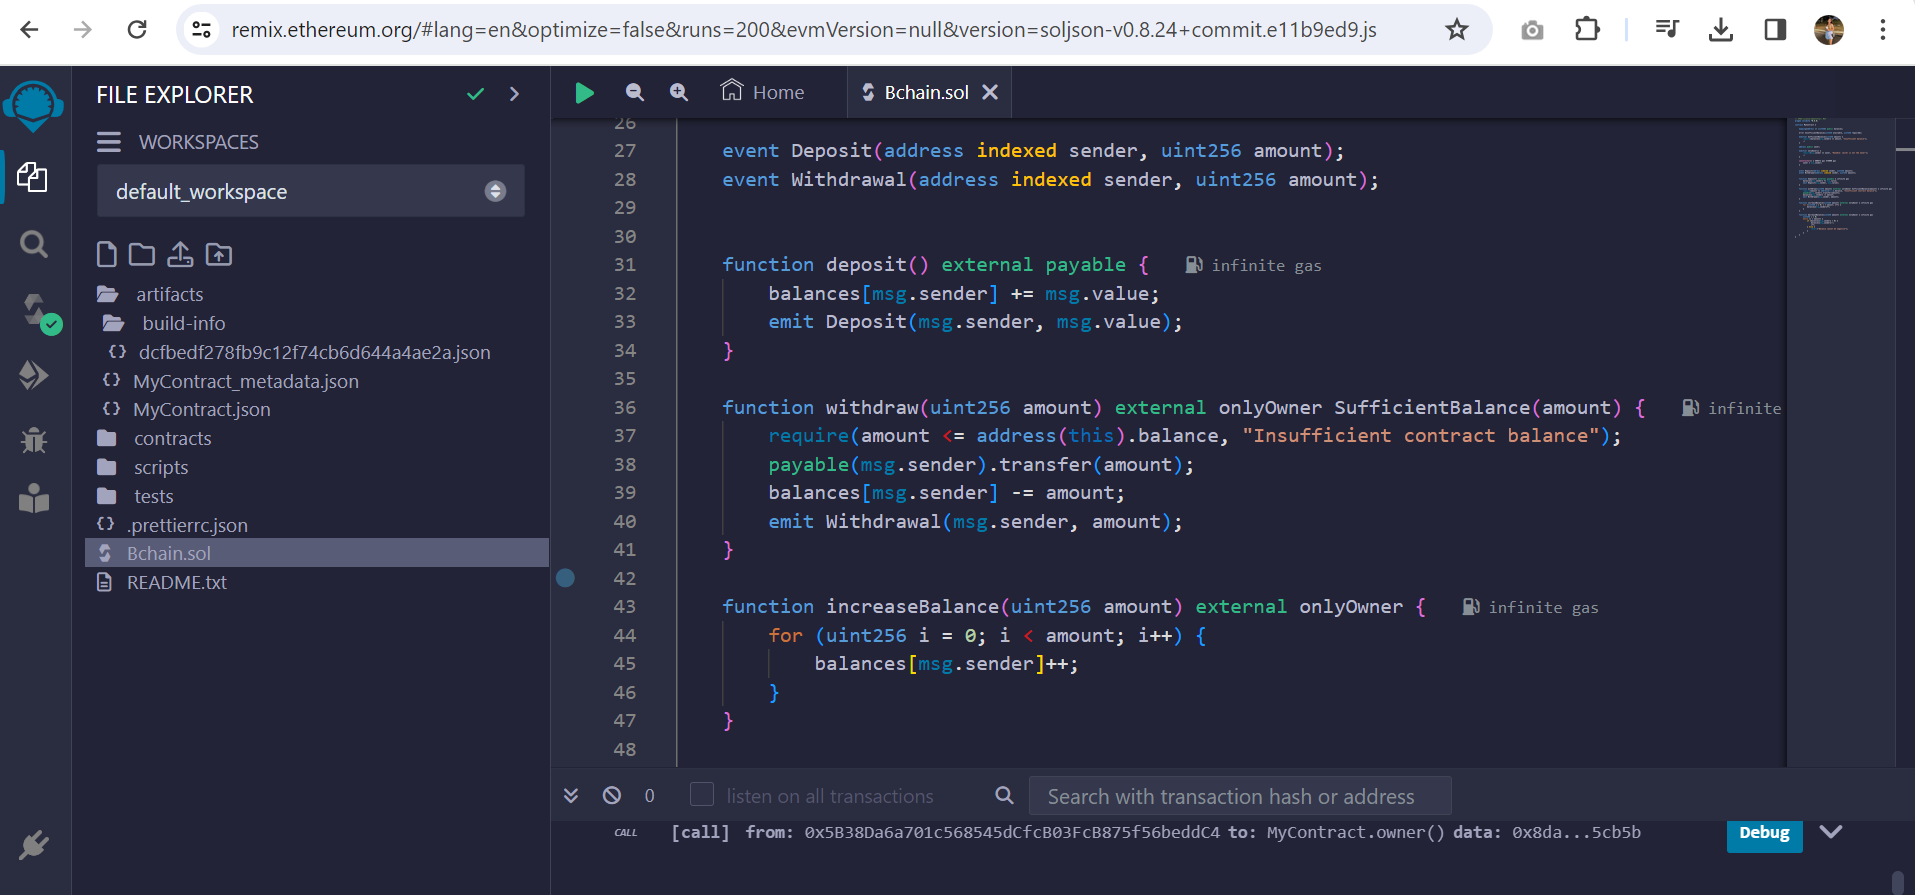 remix.ethereum.org/#lang=en&optimize=false&runs=200&evmVersion=null&version=soljson-v0.8.24+commit.e11b9ed9.js
FILE EXPLORER
WORKSPACES
default_workspace
artifacts
build-info
{} dcfbedf278fb9c12f74cb6d644a4ae2a.json
{} MyContract_metadata.json
{} MyContract.json
contracts
scripts
tests
{} .prettierrc.json
Bchain.sol
README.txt
Home
Bchain.sol
26
27 event Deposit(address indexed sender, uint256 amount);
28 event Withdrawal(address indexed sender, uint256 amount);
29
30
31 function deposit() external payable { infinite gas
32 balances[msg.sender] += msg.value;
33 emit Deposit(msg.sender, msg.value);
34 }
35
36 function withdraw(uint256 amount) external onlyOwner SufficientBalance(amount) { infinite
37 require(amount <= address(this).balance, "Insufficient contract balance");
38 payable(msg.sender).transfer(amount);
39 balances[msg.sender] -= amount;
40 emit Withdrawal(msg.sender, amount);
41 }
42
43 function increaseBalance(uint256 amount) external onlyOwner { infinite gas
44 for (uint256 i = 0; i < amount; i++) {
45 balances[msg.sender]++;
46 }
47 }
48
0 listen on all transactions Search with transaction hash or address
CALL [call] from: 0x5B38Da6a701c568545dCfcB03FcB875f56beddC4 to: MyContract.owner() data: 0x8da...5cb5b Debug